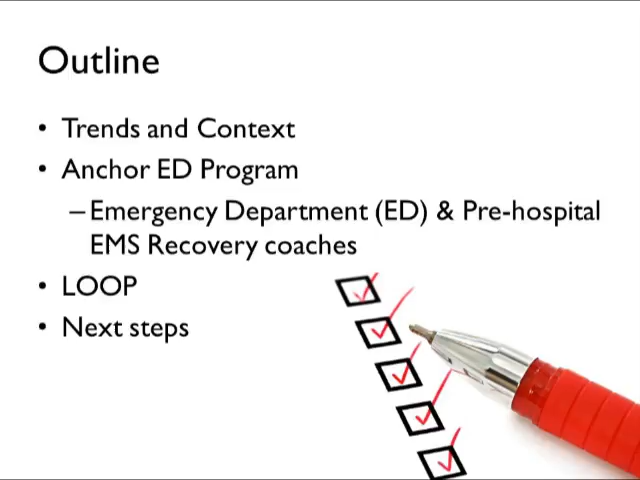 Outline
• Trends and Context
• Anchor ED Program
– Emergency Department (ED) & Pre-hospital
EMS Recovery coaches
• LOOP
• Next steps